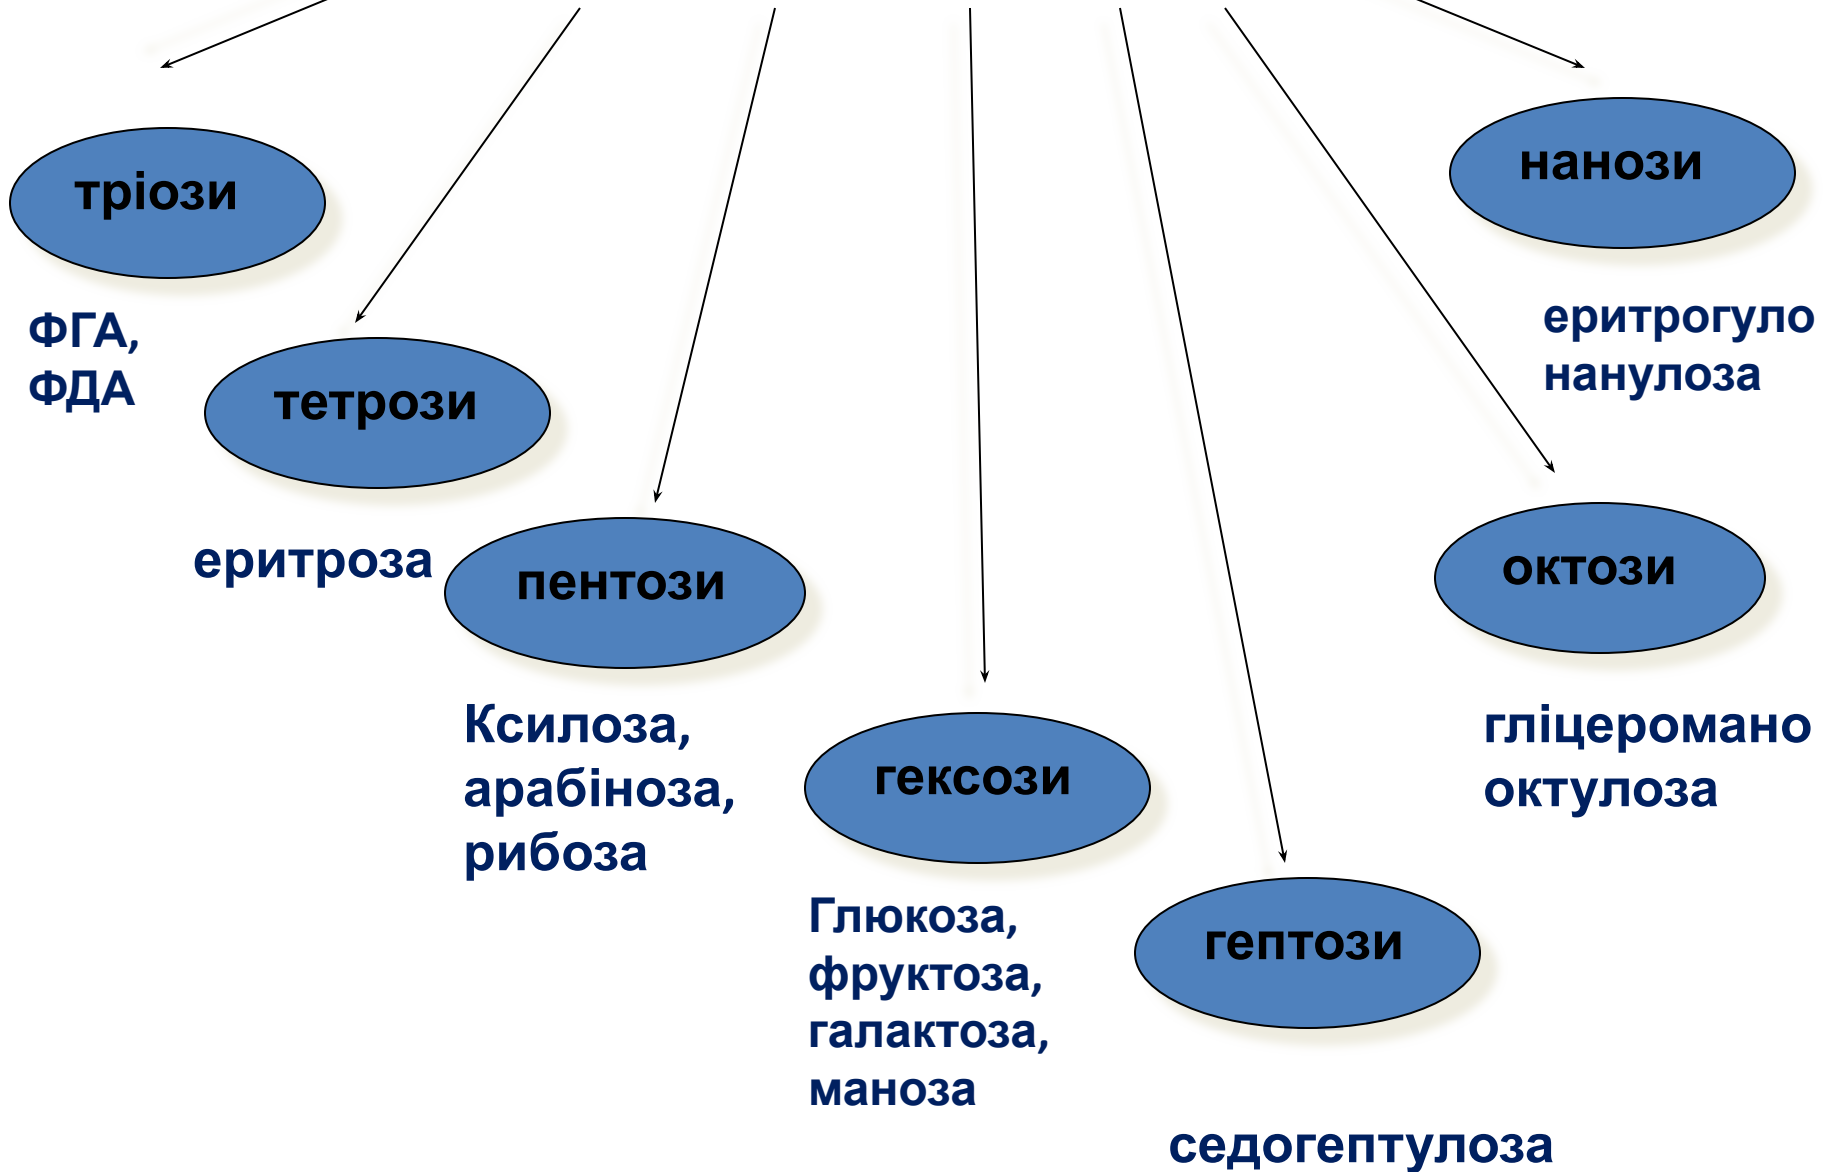 тріози
ФГА,
ФДА
тетрози
еритроза
пентози
Ксилоза,
арабіноза,
рибоза
гексози
Глюкоза,
фруктоза,
галактоза,
маноза
гептози
седогептулоза
октози
гліцеромано
октулоза
нанози
еритрогуло
нанулоза